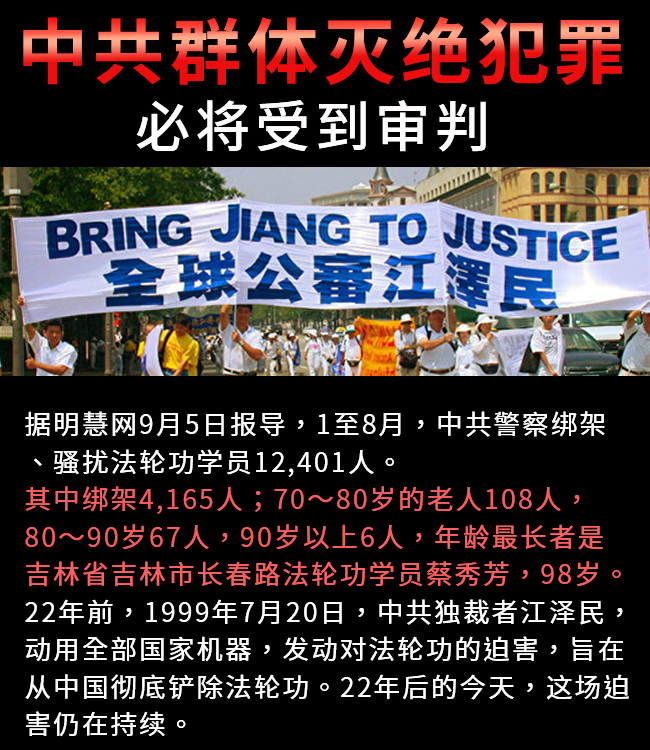 中共群体灭绝犯罪
必将受到审判
BRING JIANG TO JUSTICE
全球公審江澤民
据明慧网9月5日报导，1至8月，中共警察绑架
、骚扰法轮功学员12,401人。
其中绑架4,165人；70～80岁的老人108人，
80～90岁67人，90岁以上6人，年龄最长者是
吉林省吉林市长春路法轮功学员蔡秀芳，98岁。
22年前，1999年7月20日，中共独裁者江泽民，
动用全部国家机器，发动对法轮功的迫害，旨在
从中国彻底铲除法轮功。22年后的今天，这场迫
害仍在持续。